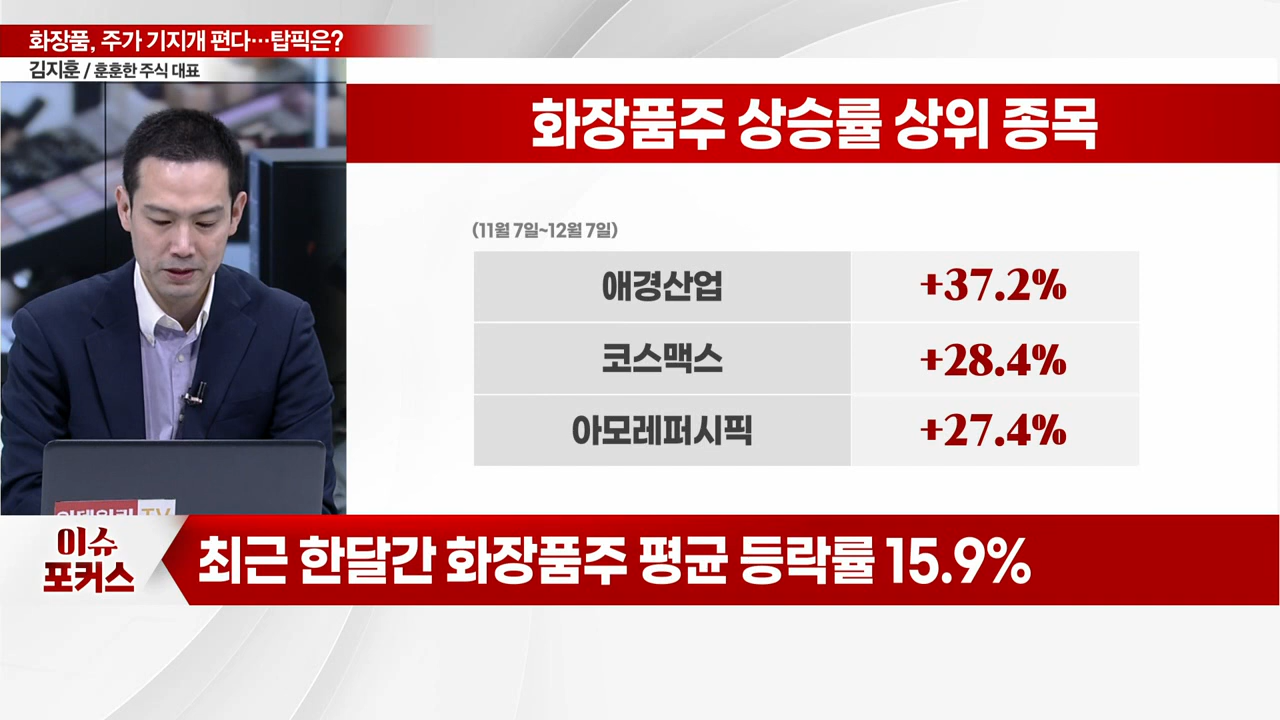 화장품, 주가 기지개 편다…탑픽은?
김지훈 / 훈훈한 주식 대표
화장품주 상승률 상위 종목
(11월 7일~12월 7일)
애경산업 +37.2%
코스맥스 +28.4%
아모레퍼시픽 +27.4%
TV
이슈
포커스
최근 한달간 화장품주 평균 등락률 15.9%